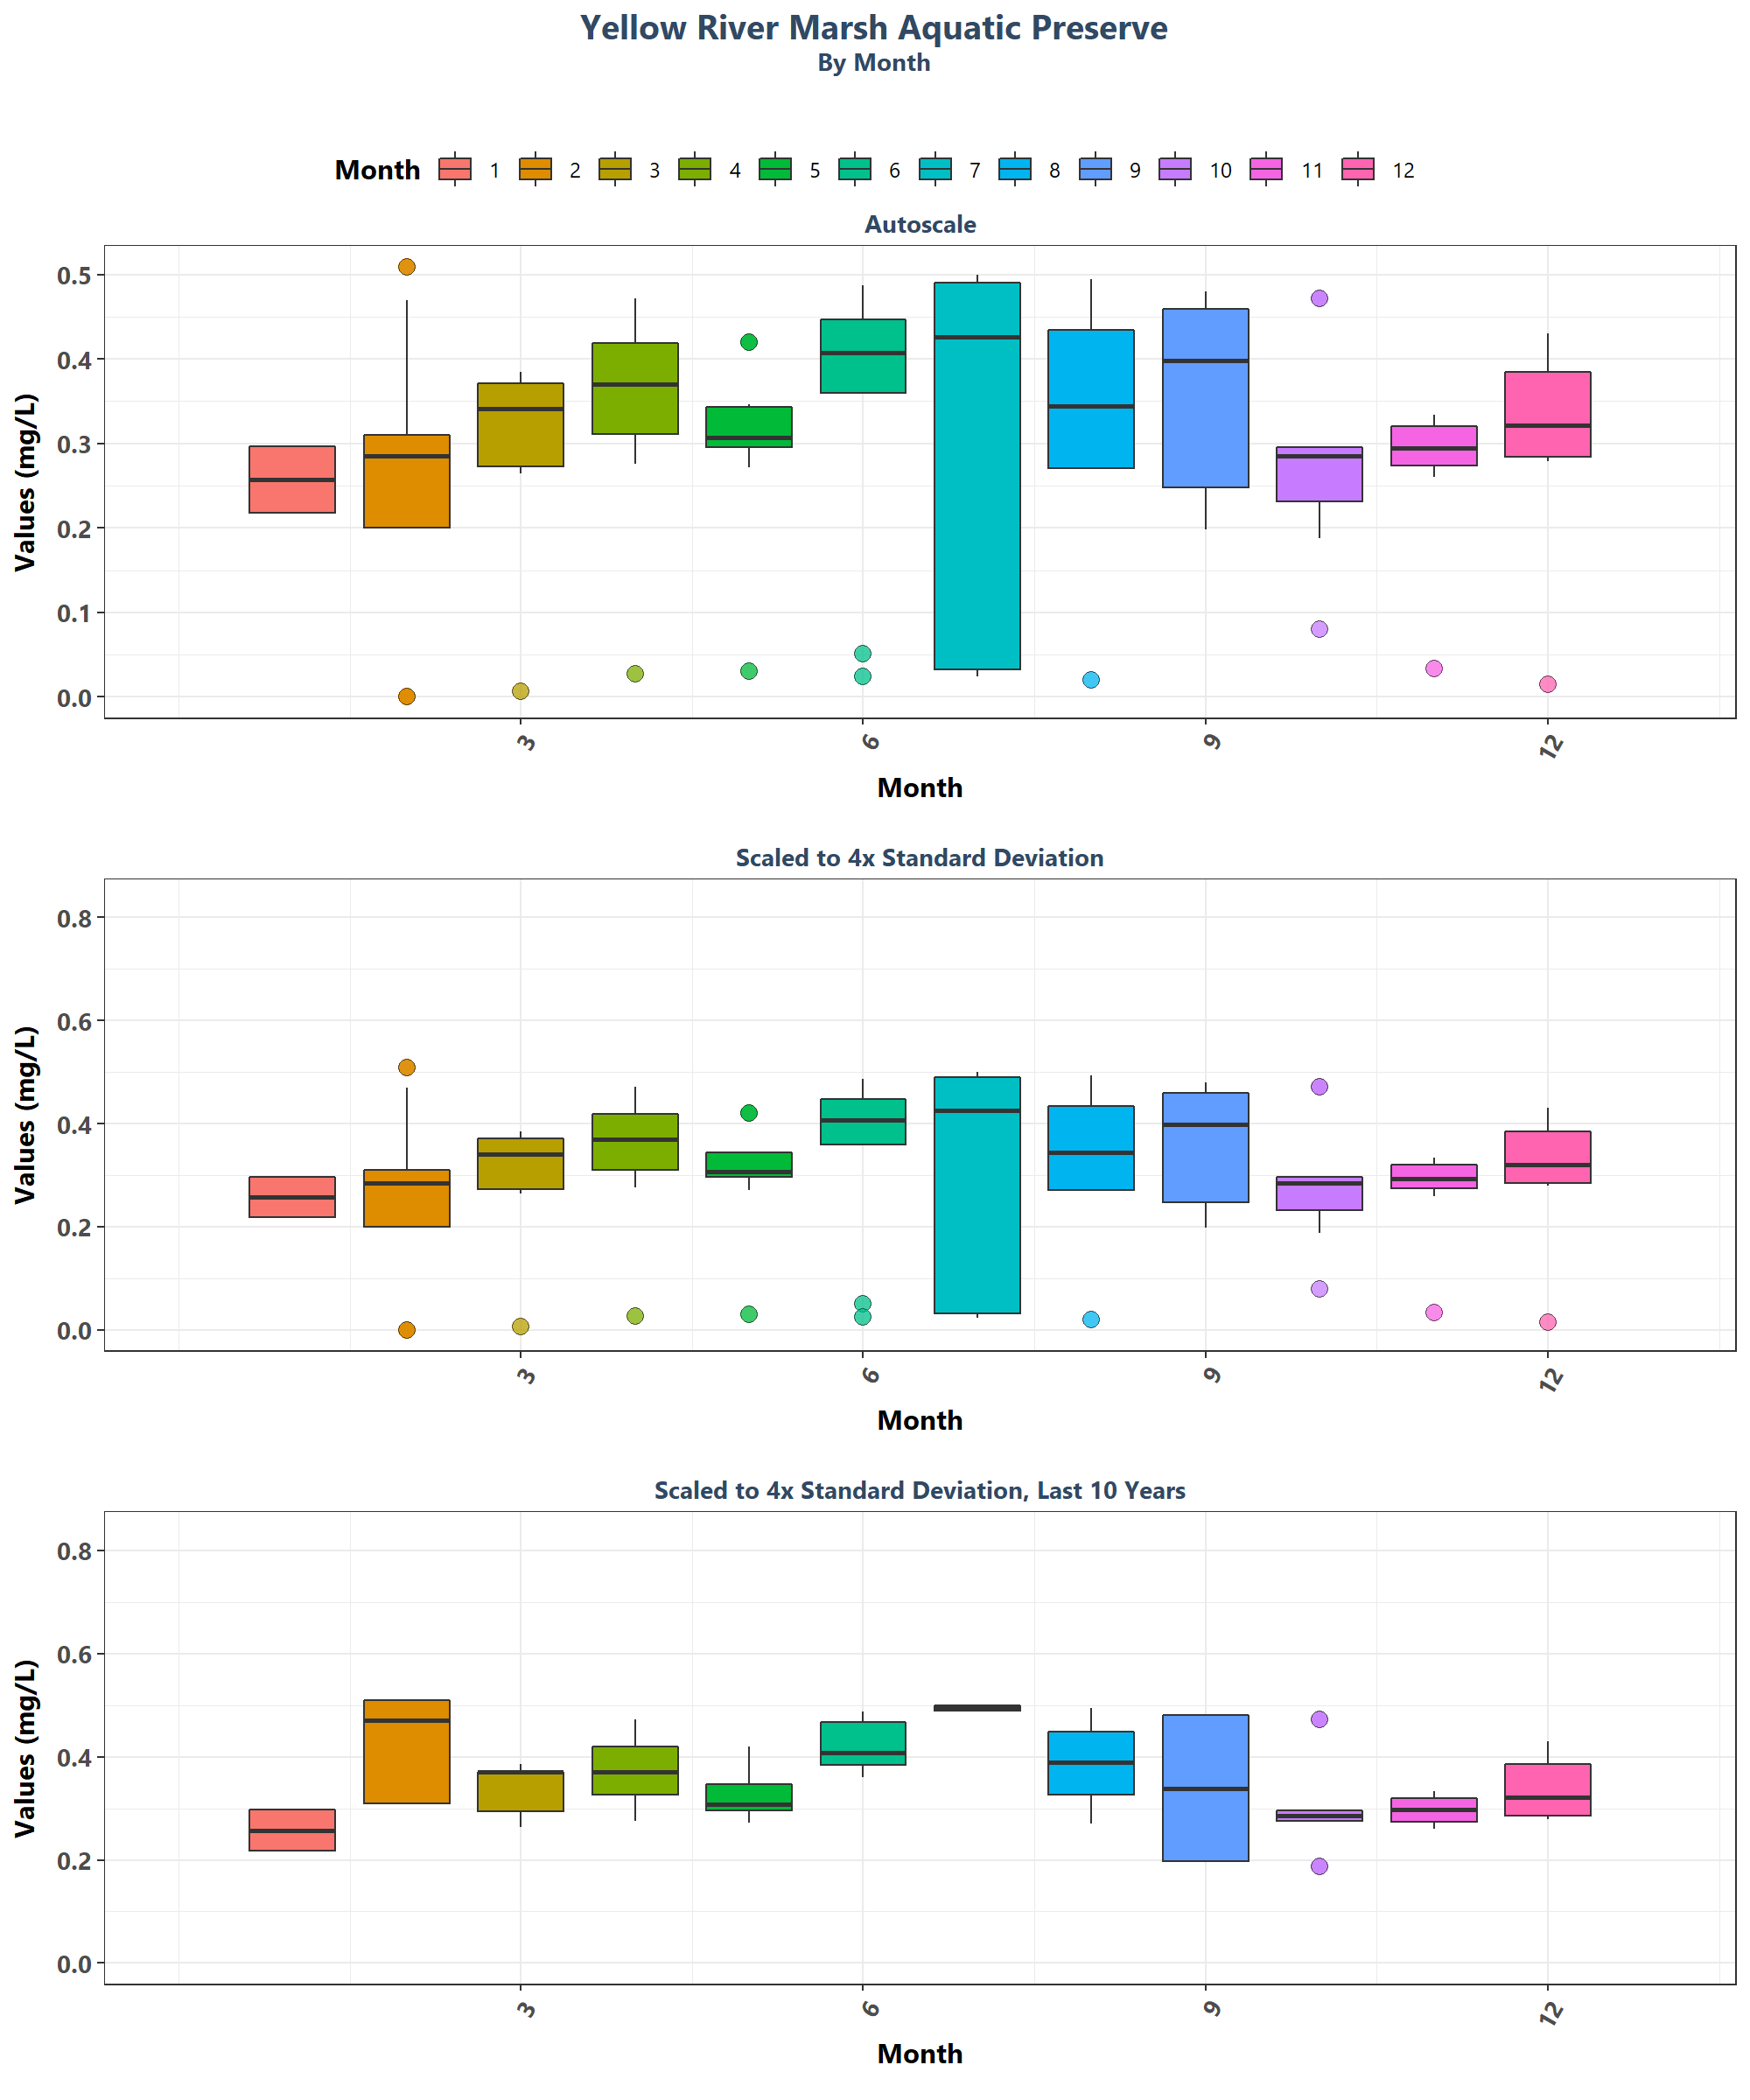 Yellow River Marsh Aquatic Preserve
By Month
Month 1 2 3 4 5 6 7 8 9 10 11 12
Autoscale
Values (mg/L)
0.5
0.4
0.3
0.2
0.1
0.0
3 6 9 12
Month
Scaled to 4x Standard Deviation
Values (mg/L)
0.8
0.6
0.4
0.2
0.0
3 6 9 12
Month
Scaled to 4x Standard Deviation, Last 10 Years
Values (mg/L)
0.8
0.6
0.4
0.2
0.0
3 6 9 12
Month